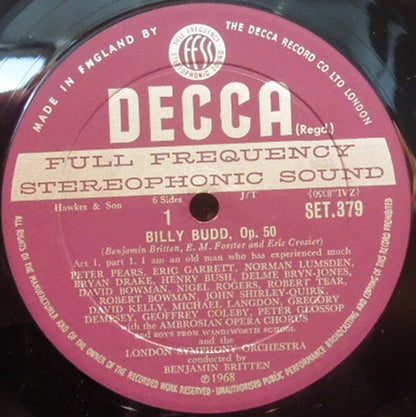 MADE IN ENGLAND BY
THE DECCA RECORD CO LTD LONDON
FULL FREQUENCY
FFSS
STEREOPHONIC
DECCA (Regd.)
FULL FREQUENCY
STEREOPHONIC SOUND
Hawkes & Son
6 Sides
J/T
1
SET.379
BILLY BUDD, Op. 50
(Benjamin Britten, E. M. Forster and Eric Crozier)
Act 1, part 1. I am an old man who has experienced much
PETER PEARS, ERIC GARRETT, NORMAN LUMSDEN,
BRYAN DRAKE, HENRY BUSH, DELME BRYN-JONES,
DAVID BOWMAN, NIGEL ROGERS, ROBERT TEAR,
ROBERT BOWMAN, JOHN SHIRLEY-QUIRK,
DAVID KELLY, MICHAEL LANGDON, GREGORY
DEMPSEY, GEOFFREY COLEBY, PETER GLOSSOP
with the AMBROSIAN OPERA CHORUS
and BOYS FROM WANDSWORTH SCHOOL
and the
LONDON SYMPHONY ORCHESTRA
conducted by
BENJAMIN BRITTEN
Ⓟ1968
ALL RIGHTS OF THE MANUFACTURER AND OF THE OWNER OF THE RECORDED WORK RESERVED. UNAUTHORISED PUBLIC PERFORMANCE BROADCASTING AND COPYING OF THIS RECORD PROHIBITED